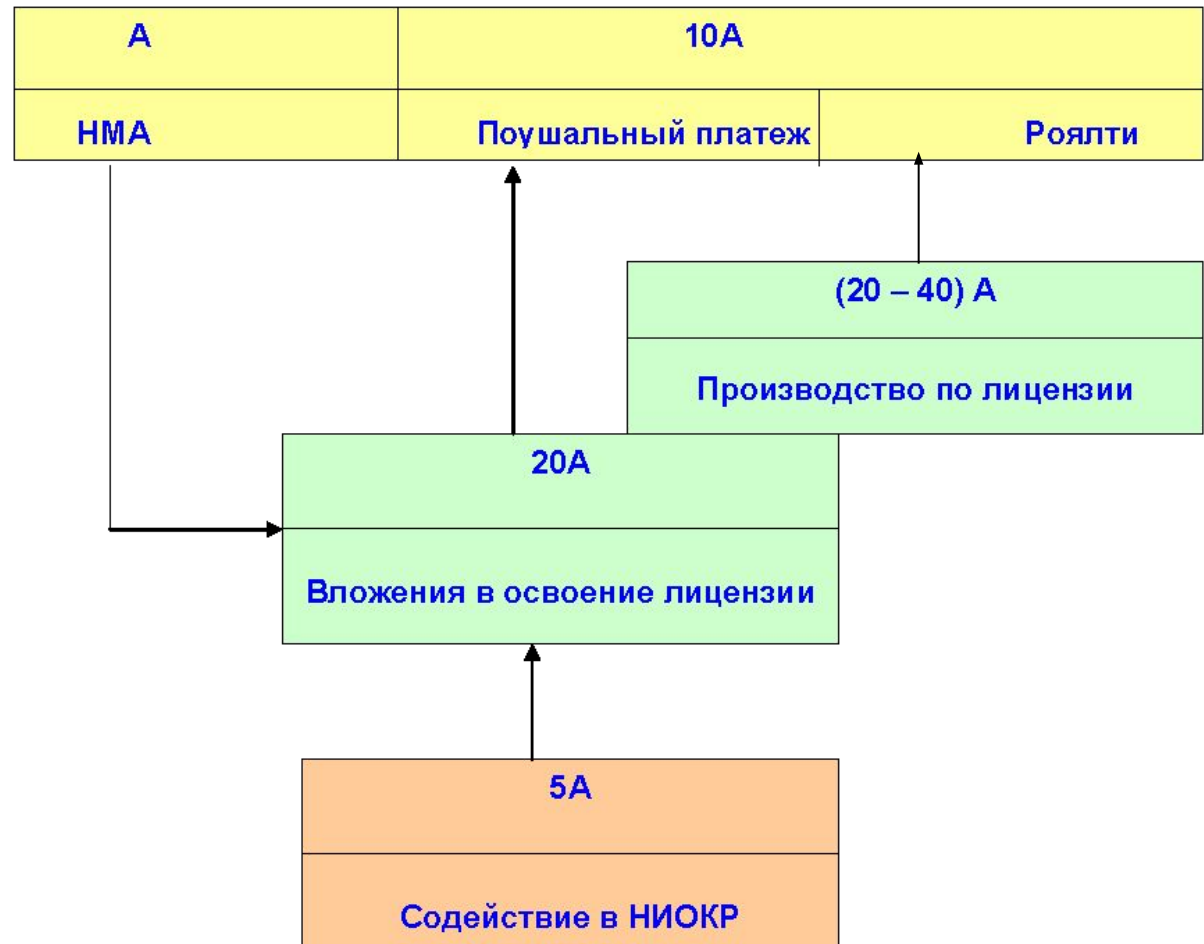 А
10А
НМА
Поушальный платеж
Роялти
(20 – 40) А
Производство по лицензии
20А
Вложения в освоение лицензии
5А
Содействие в НИОКР